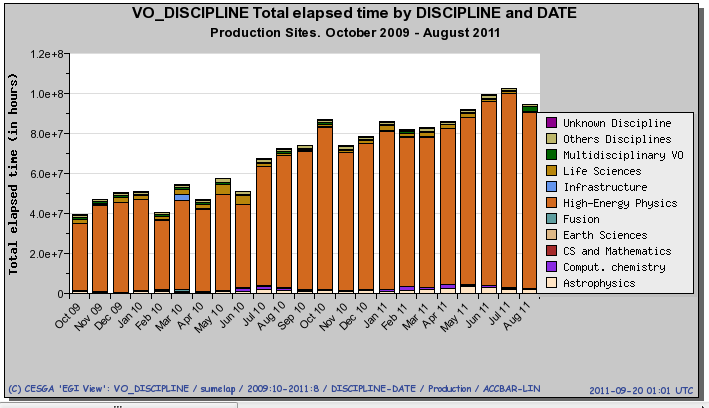 VO_DISCIPLINE Total elapsed time by DISCIPLINE and DATE
Production Sites. October 2009 - August 2011
Total elapsed time (in hours)
1.2e+8
1.0e+8
8.0e+7
6.0e+7
4.0e+7
2.0e+7
0
Oct 09
Nov 09
Dec 09
Jan 10
Feb 10
Mar 10
Apr 10
May 10
Jun 10
Jul 10
Aug 10
Sep 10
Oct 10
Nov 10
Dec 10
Jan 11
Feb 11
Mar 11
Apr 11
May 11
Jun 11
Jul 11
Aug 11
Unknown Discipline
Others Disciplines
Multidisciplinary VO
Life Sciences
Infrastructure
High-Energy Physics
Fusion
Earth Sciences
CS and Mathematics
Comput. chemistry
Astrophysics
(C) CESGA 'EGI View': VO_DISCIPLINE / sumelap / 2009:10-2011:8 / DISCIPLINE-DATE / Production / ACCBAR-LIN
2011-09-20 01:01 UTC